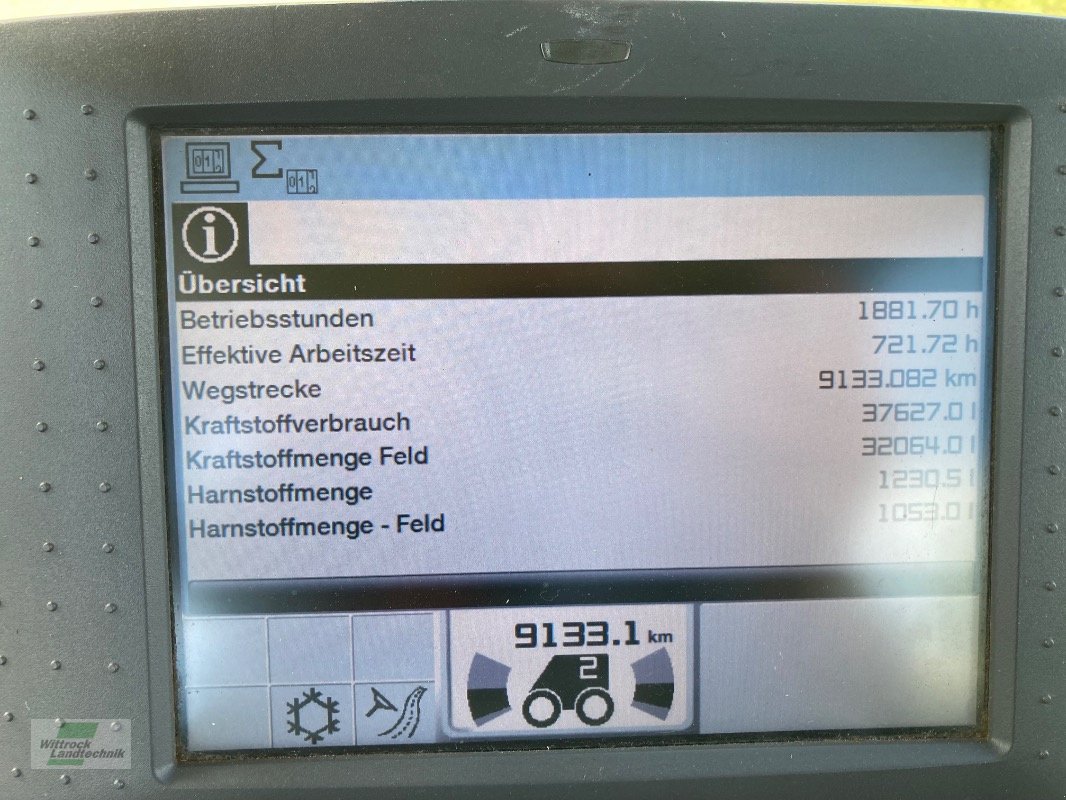 Übersicht
Betriebsstunden 1881.70 h
Effektive Arbeitszeit 721.72 h
Wegstrecke 9133.082 km
Kraftstoffverbrauch 37627.0 l
Kraftstoffmenge Feld 32064.0 l
Harnstoffmenge 1230.5 l
Harnstoffmenge - Feld 1053.0 l
9133.1 km
2
Wittrock
Landtechnik